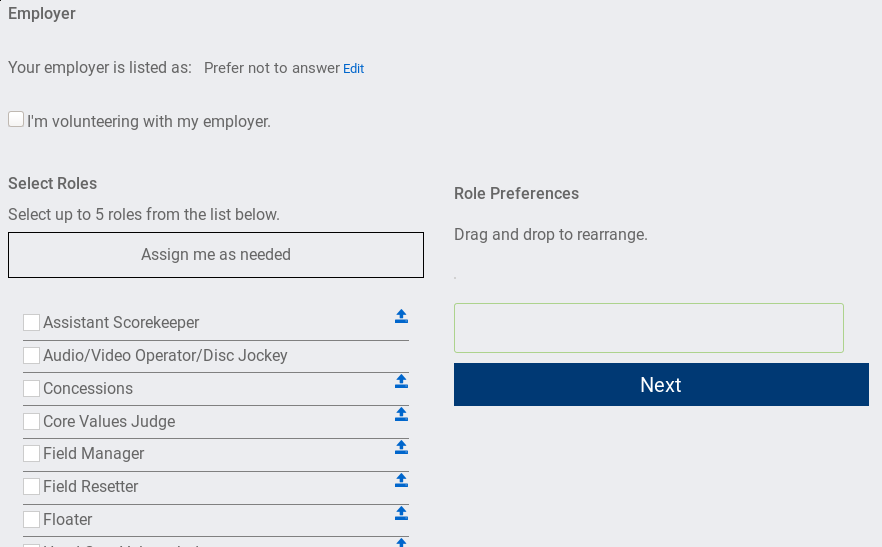 Employer
Your employer is listed as: Prefer not to answer Edit
I'm volunteering with my employer.
Select Roles
Select up to 5 roles from the list below.
Assign me as needed
Assistant Scorekeeper
Audio/Video Operator/Disc Jockey
Concessions
Core Values Judge
Field Manager
Field Resetter
Floater
Role Preferences
Drag and drop to rearrange.
Next